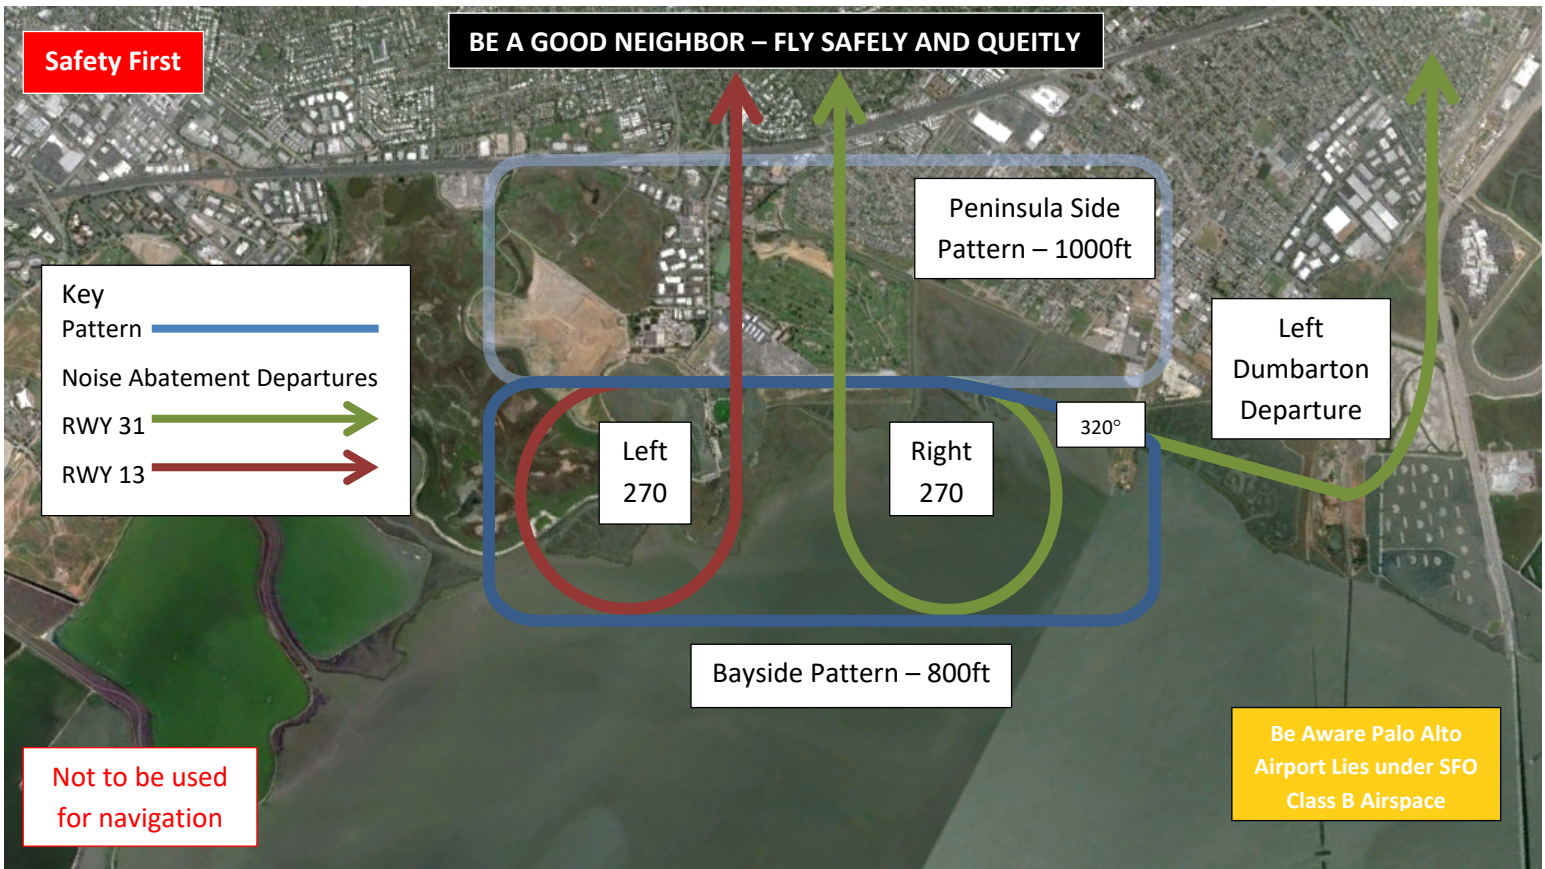 Safety First
BE A GOOD NEIGHBOR – FLY SAFELY AND QUEITLY
Peninsula Side
Pattern – 1000ft
Key
Pattern
Noise Abatement Departures
RWY 31
RWY 13
Left
Dumbarton
Departure
320°
Left
270
Right
270
Bayside Pattern – 800ft
Not to be used
for navigation
Be Aware Palo Alto
Airport Lies under SFO
Class B Airspace